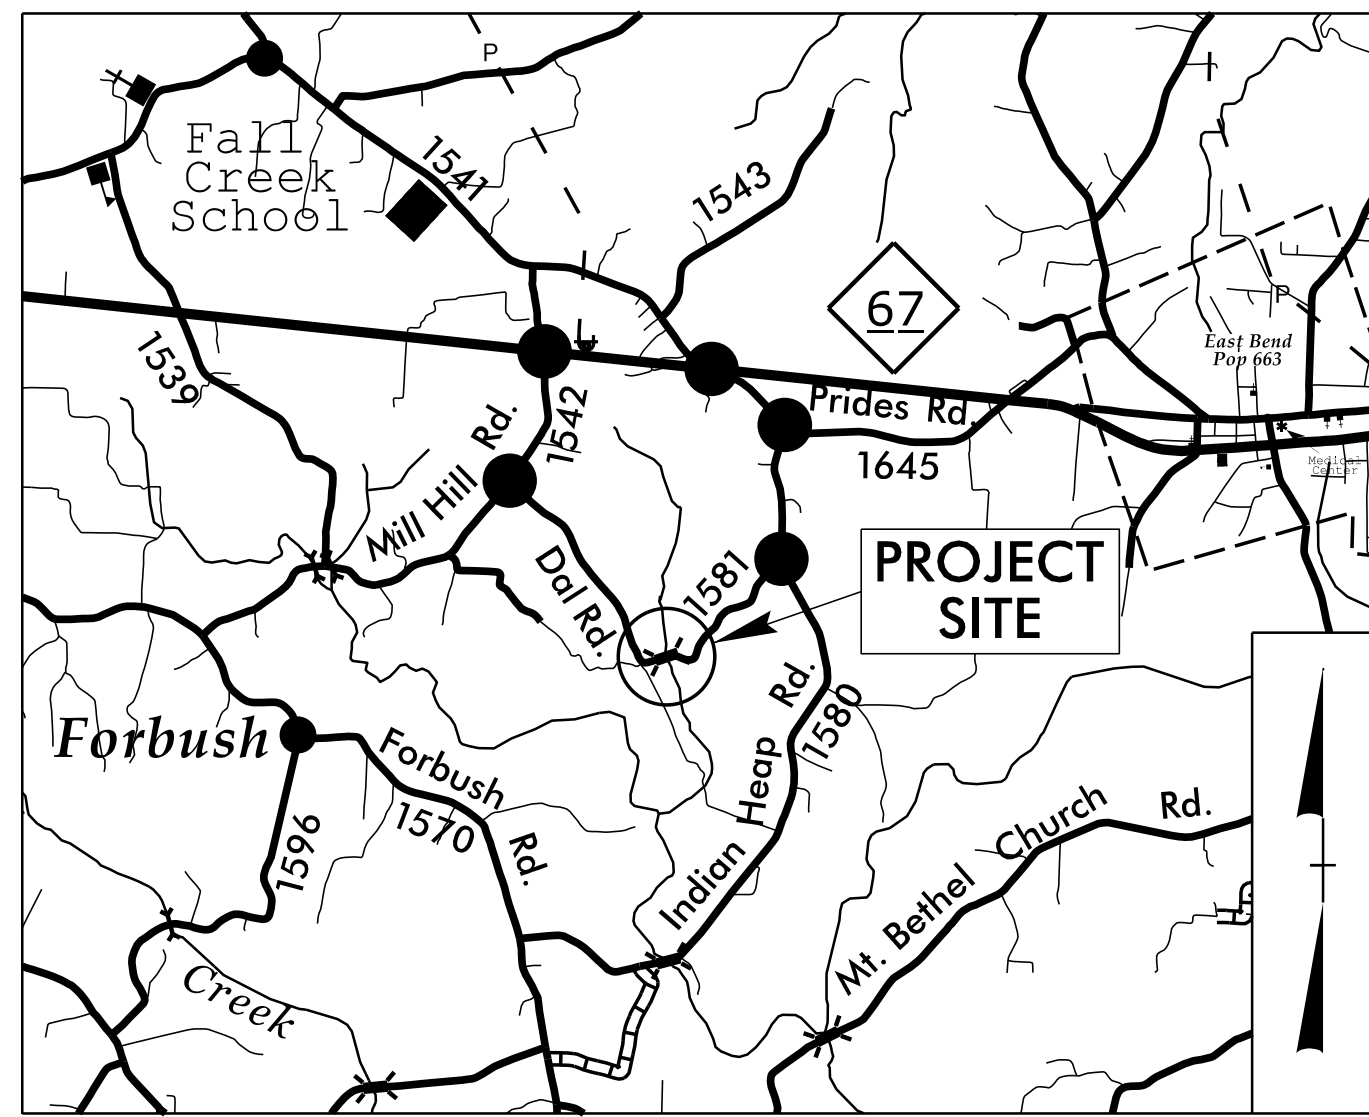 P
Fall
Creek
School
1541
1543
67
P
East Bend
Pop 663
1539
Mill Hill Rd.
1542
Prides Rd.
1645
Medical
Center
PROJECT
SITE
Dal Rd.
1581
Indian Heap Rd.
1580
Forbush
Forbush Rd.
1570
1596
Mt. Bethel Church Rd.
Creek